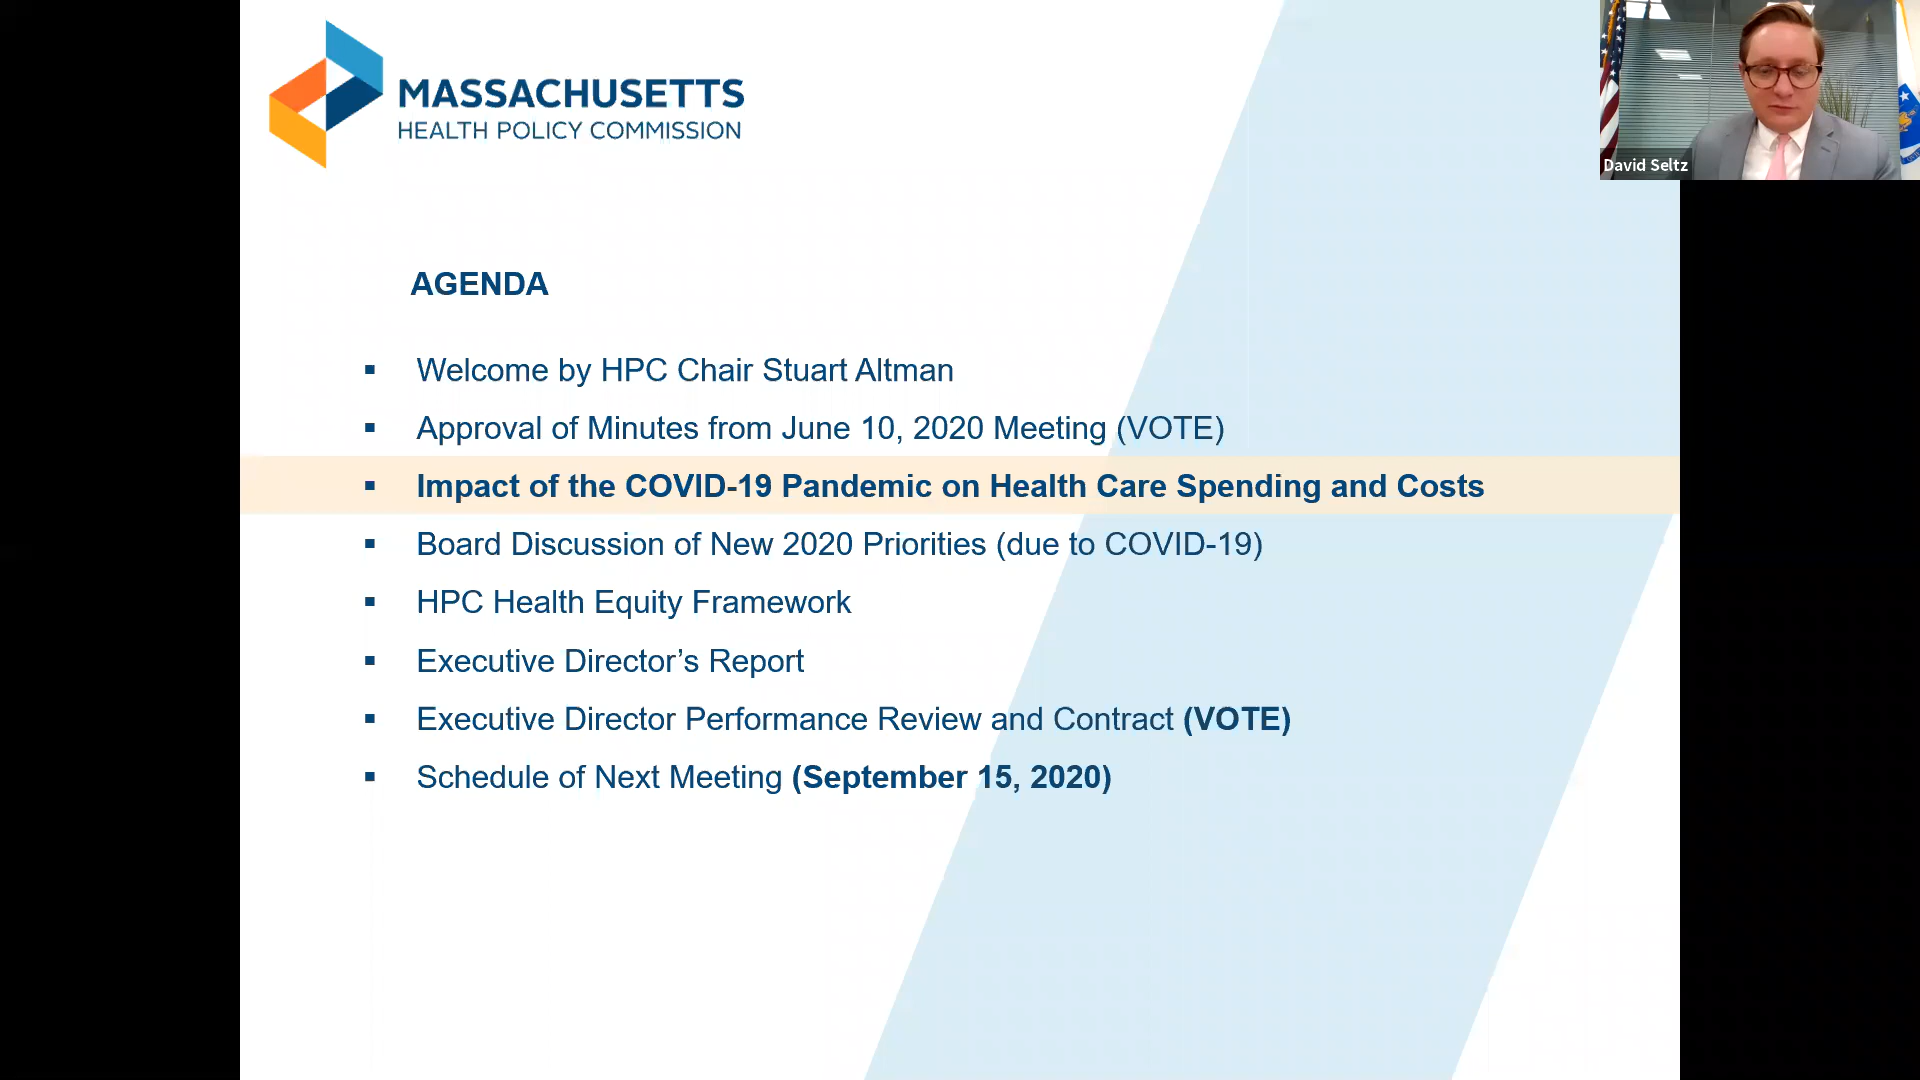 MASSACHUSETTS
HEALTH POLICY COMMISSION
David Seltz
AGENDA
▪ Welcome by HPC Chair Stuart Altman
▪ Approval of Minutes from June 10, 2020 Meeting (VOTE)
▪ Impact of the COVID-19 Pandemic on Health Care Spending and Costs
▪ Board Discussion of New 2020 Priorities (due to COVID-19)
▪ HPC Health Equity Framework
▪ Executive Director’s Report
▪ Executive Director Performance Review and Contract (VOTE)
▪ Schedule of Next Meeting (September 15, 2020)